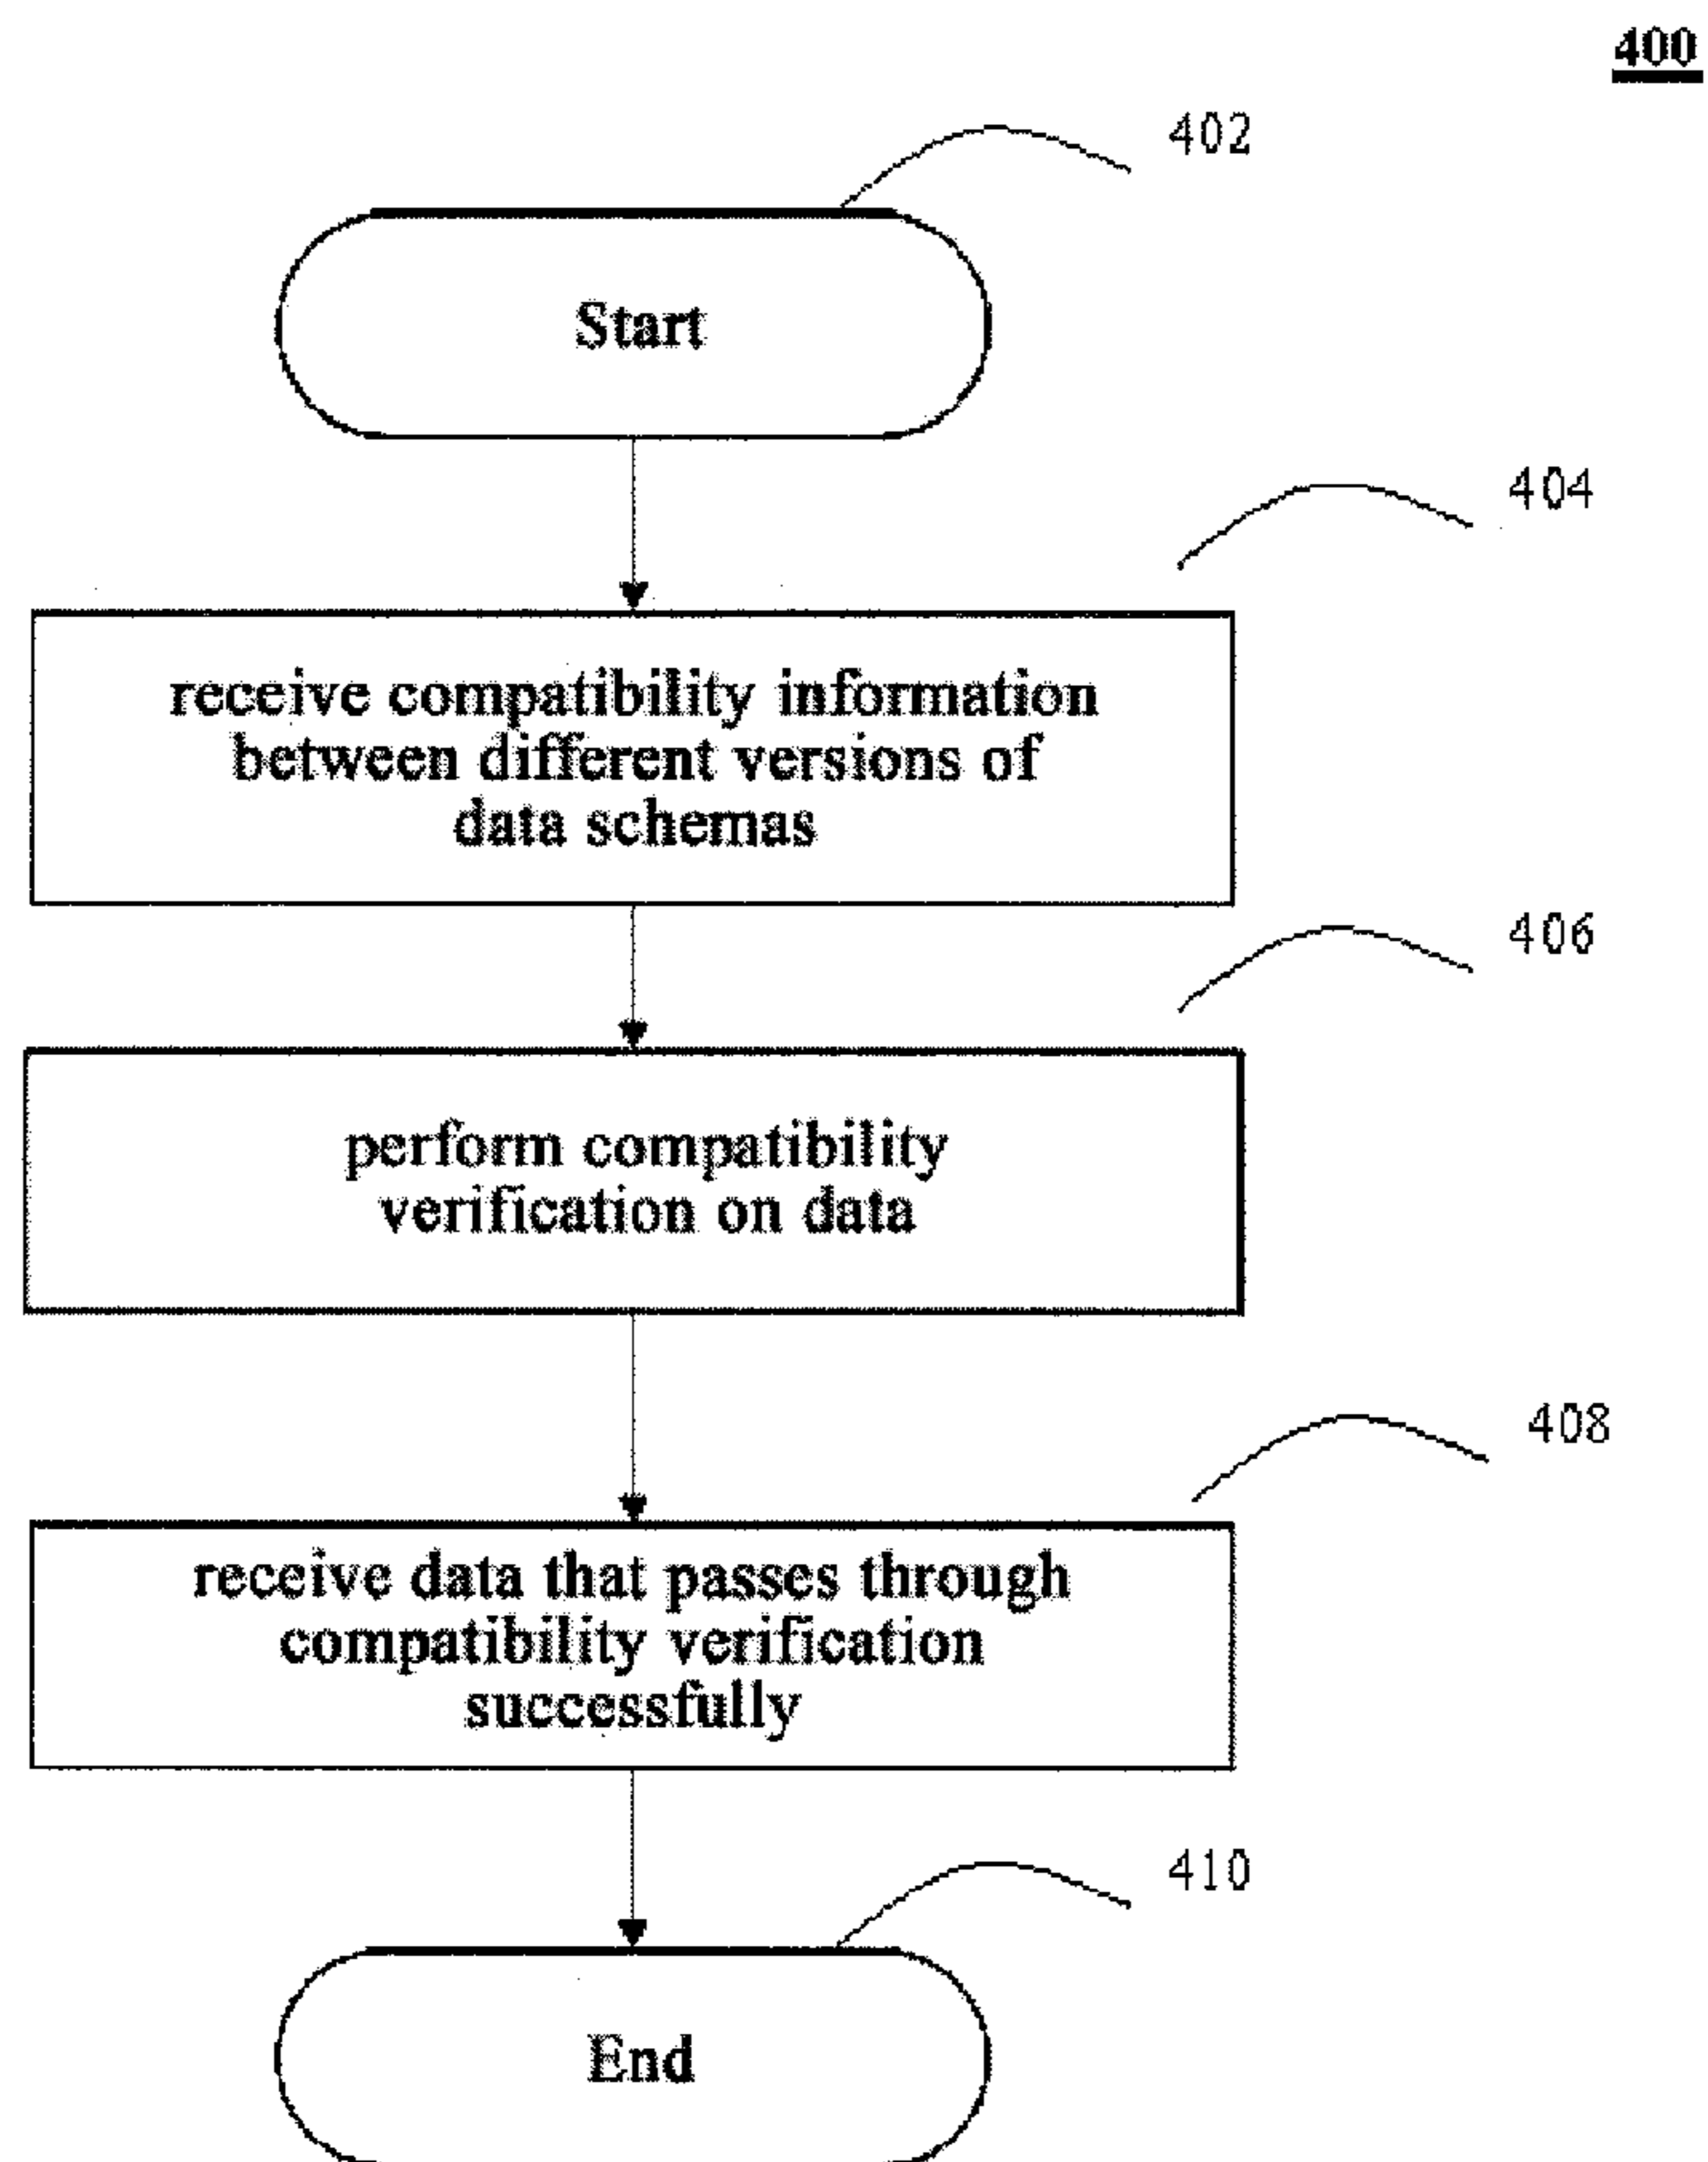 400
402
Start
404
receive compatibility information
between different versions of
data schemas
406
perform compatibility
verification on data
408
receive data that passes through
compatibility verification
successfully
410
End